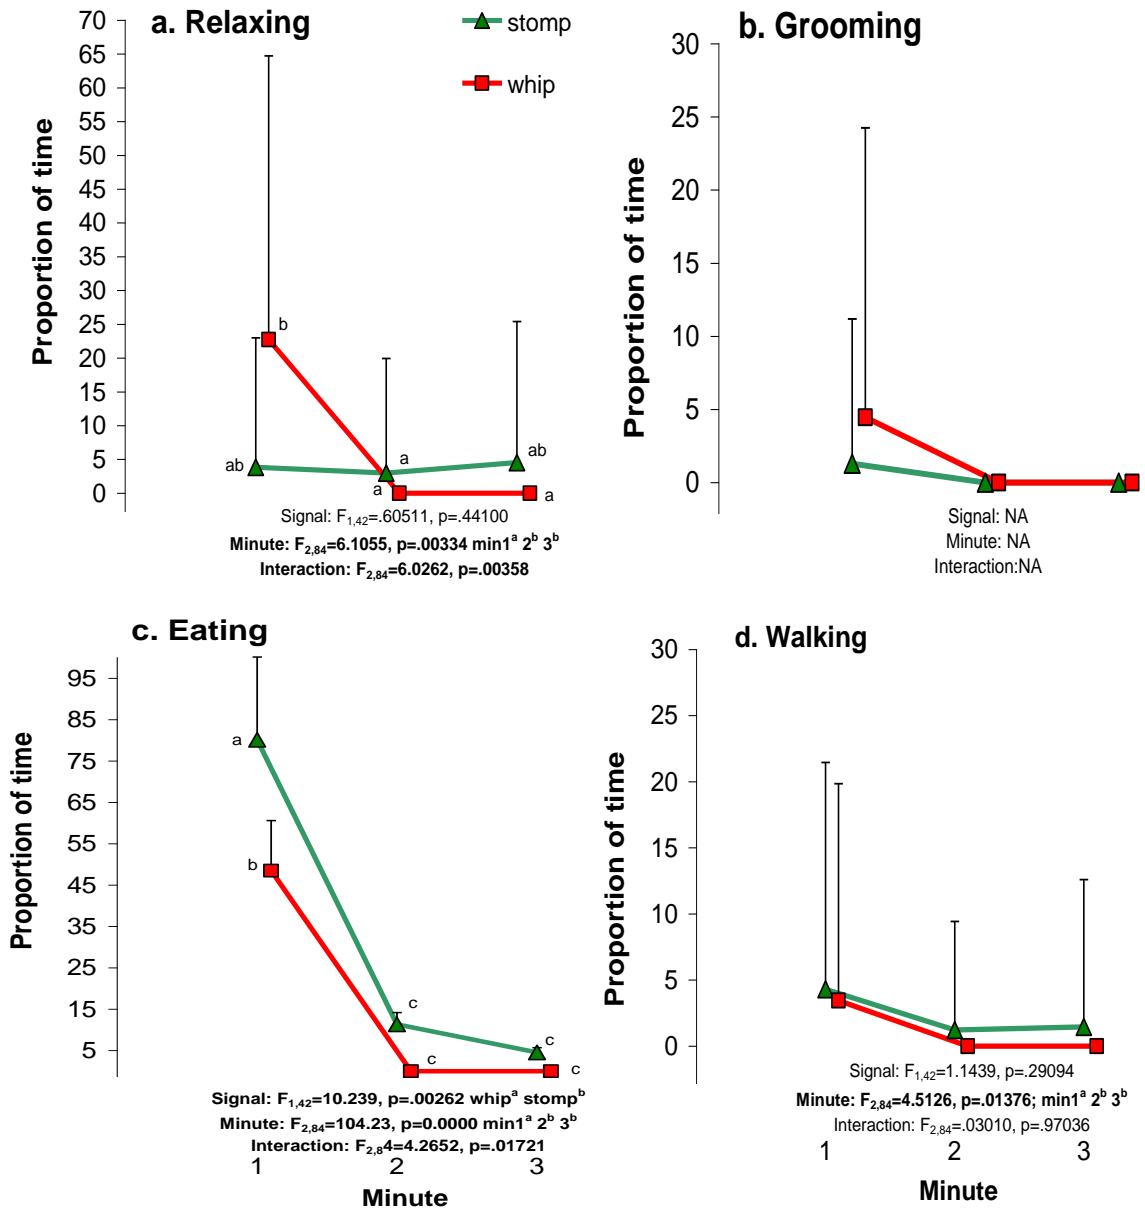 a. Relaxing
stomp
whip
Proportion of time
70
65
60
55
50
45
40
35
30
25
20
15
10
5
0
b
ab
a
a
ab
a
Signal: F1,42=.60511, p=.44100
Minute: F2,84=6.1055, p=.00334 min1a 2b 3b
Interaction: F2,84=6.0262, p=.00358
b. Grooming
Proportion of time
30
25
20
15
10
5
0
Signal: NA
Minute: NA
Interaction:NA
c. Eating
Proportion of time
95
85
75
65
55
45
35
25
15
5
a
b
c
c
c
c
Signal: F1,42=10.239, p=.00262 whipa stompb
Minute: F2,84=104.23, p=0.0000 min1a 2b 3b
Interaction: F2,84=4.2652, p=.01721
1 2 3
Minute
d. Walking
Proportion of time
30
25
20
15
10
5
0
Signal: F1,42=1.1439, p=.29094
Minute: F2,84=4.5126, p=.01376; min1a 2b 3b
Interaction: F2,84=.03010, p=.97036
1 2 3
Minute